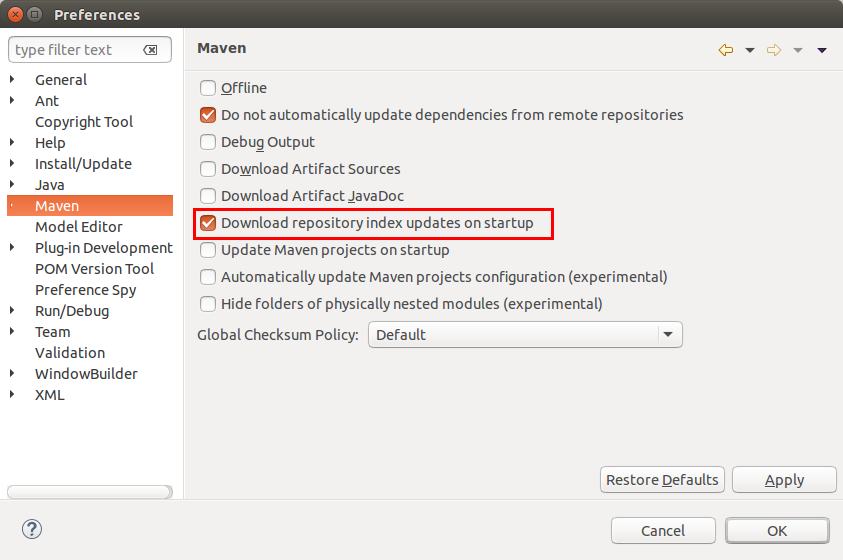 Preferences
type filter text
General
Ant
Copyright Tool
Help
Install/Update
Java
Maven
Model Editor
Plug-in Development
POM Version Tool
Preference Spy
Run/Debug
Team
Validation
WindowBuilder
XML
Maven
Offline
Do not automatically update dependencies from remote repositories
Debug Output
Download Artifact Sources
Download Artifact JavaDoc
Download repository index updates on startup
Update Maven projects on startup
Automatically update Maven projects configuration (experimental)
Hide folders of physically nested modules (experimental)
Global Checksum Policy: Default
Restore Defaults Apply
? Cancel OK